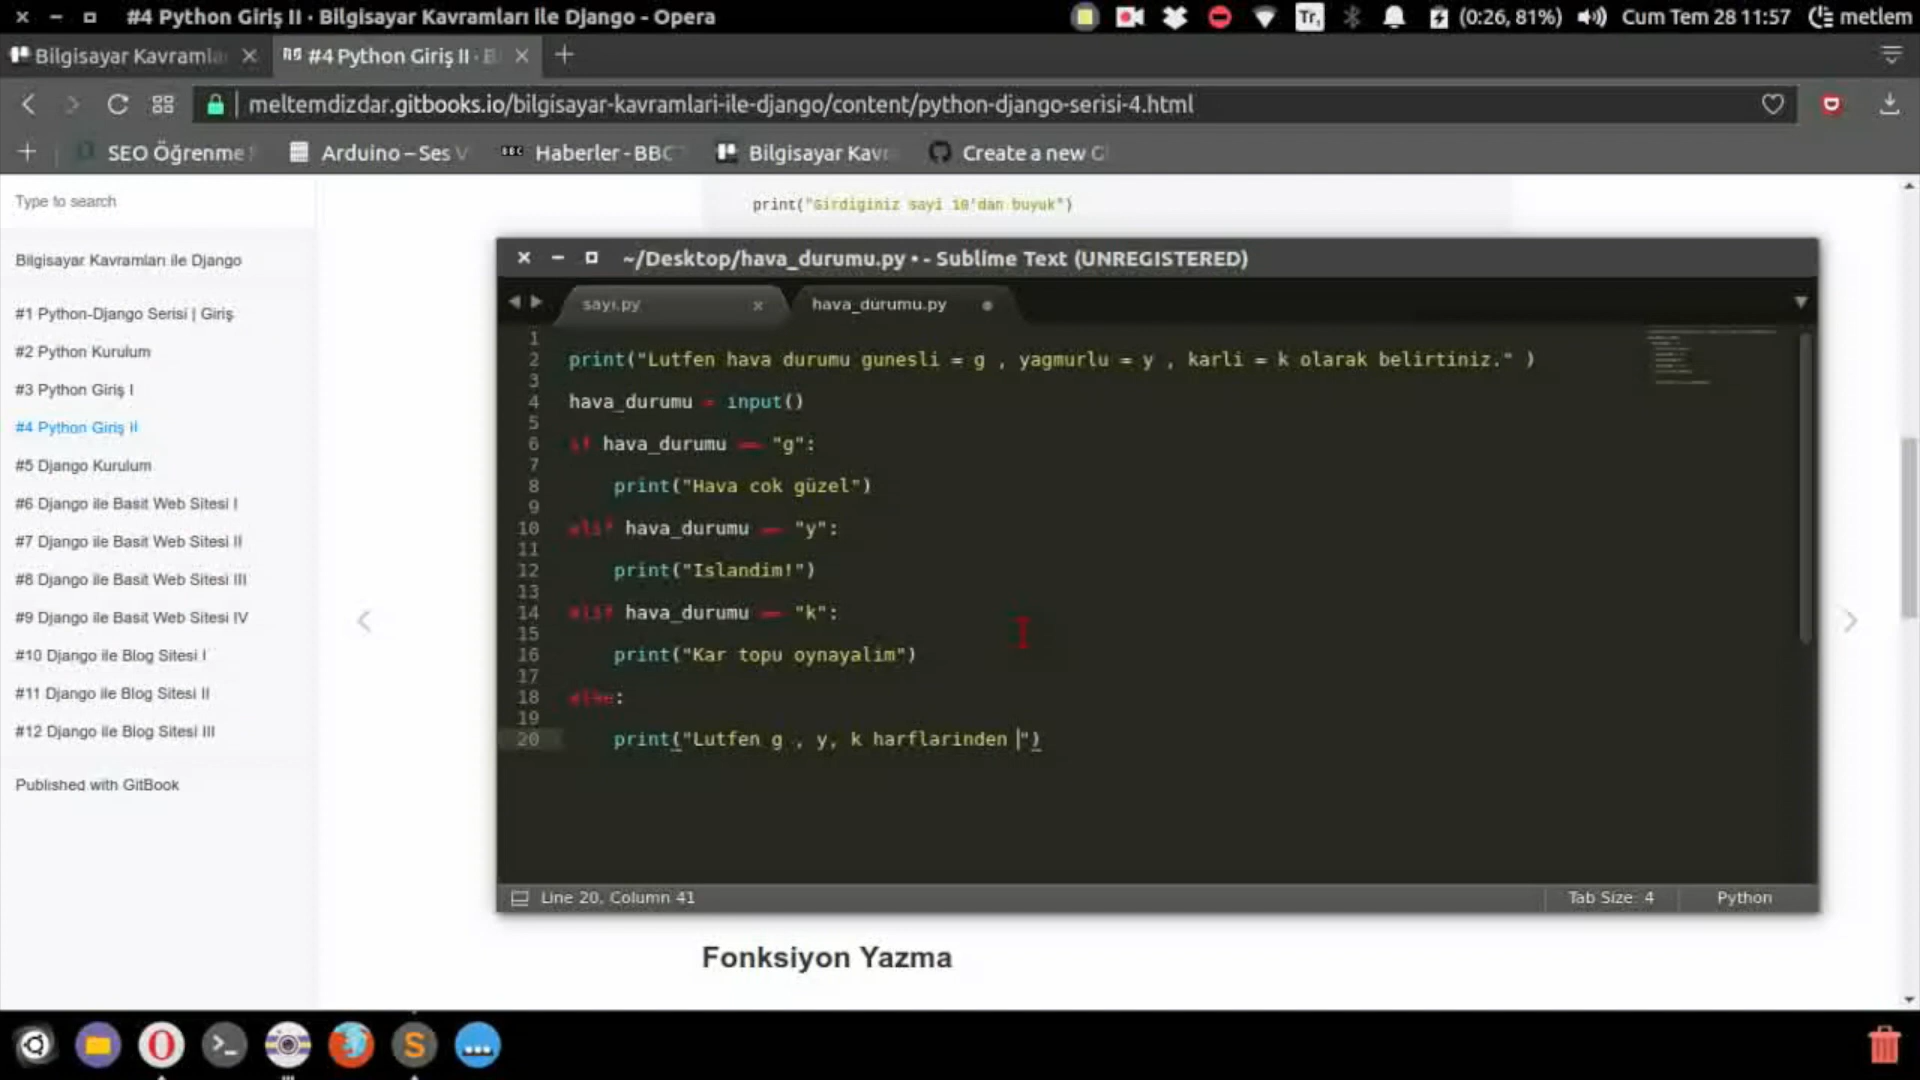 #4 Python Giriş II · Bilgisayar Kavramları ile Django - Opera
Tr
(0:26, 81%)
Cum Tem 28 11:57
metlem
Bilgisayar Kavramla
#4 Python Giriş II · B
meltemdizdar.gitbooks.io/bilgisayar-kavramlari-ile-django/content/python-django-serisi-4.html
SEO Öğrenme
Arduino – Ses V
BBC
Haberler - BBC
Bilgisayar Kav
Create a new G
Type to search
print("Girdiginiz sayi 10'dan buyuk")
Bilgisayar Kavramları ile Django
#1 Python-Django Serisi | Giriş
#2 Python Kurulum
#3 Python Giriş I
#4 Python Giriş II
#5 Django Kurulum
#6 Django ile Basit Web Sitesi I
#7 Django ile Basit Web Sitesi II
#8 Django ile Basit Web Sitesi III
#9 Django ile Basit Web Sitesi IV
#10 Django ile Blog Sitesi I
#11 Django ile Blog Sitesi II
#12 Django ile Blog Sitesi III
Published with GitBook
~/Desktop/hava_durumu.py • - Sublime Text (UNREGISTERED)
sayi.py
hava_durumu.py
1
2 print("Lutfen hava durumu gunesli = g , yagmurlu = y , karli = k olarak belirtiniz." )
3
4 hava_durumu = input()
5
6 if hava_durumu == "g":
7
8 print("Hava cok güzel")
9
10 elif hava_durumu == "y":
11
12 print("Islandim!")
13
14 elif hava_durumu == "k":
15
16 print("Kar topu oynayalim")
17
18 else:
19
20 print("Lutfen g , y, k harflarinden ")
Line 20, Column 41
Tab Size: 4
Python
Fonksiyon Yazma